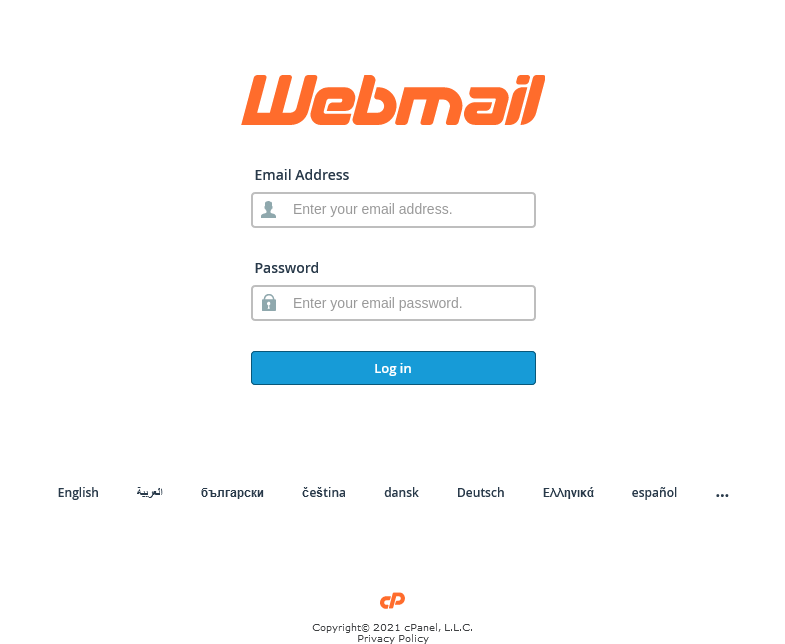 Webmail
Email Address
Enter your email address.
Password
Enter your email password.
Log in
English العربية български čeština dansk Deutsch Ελληνικά español ...
cP
Copyright© 2021 cPanel, L.L.C.
Privacy Policy